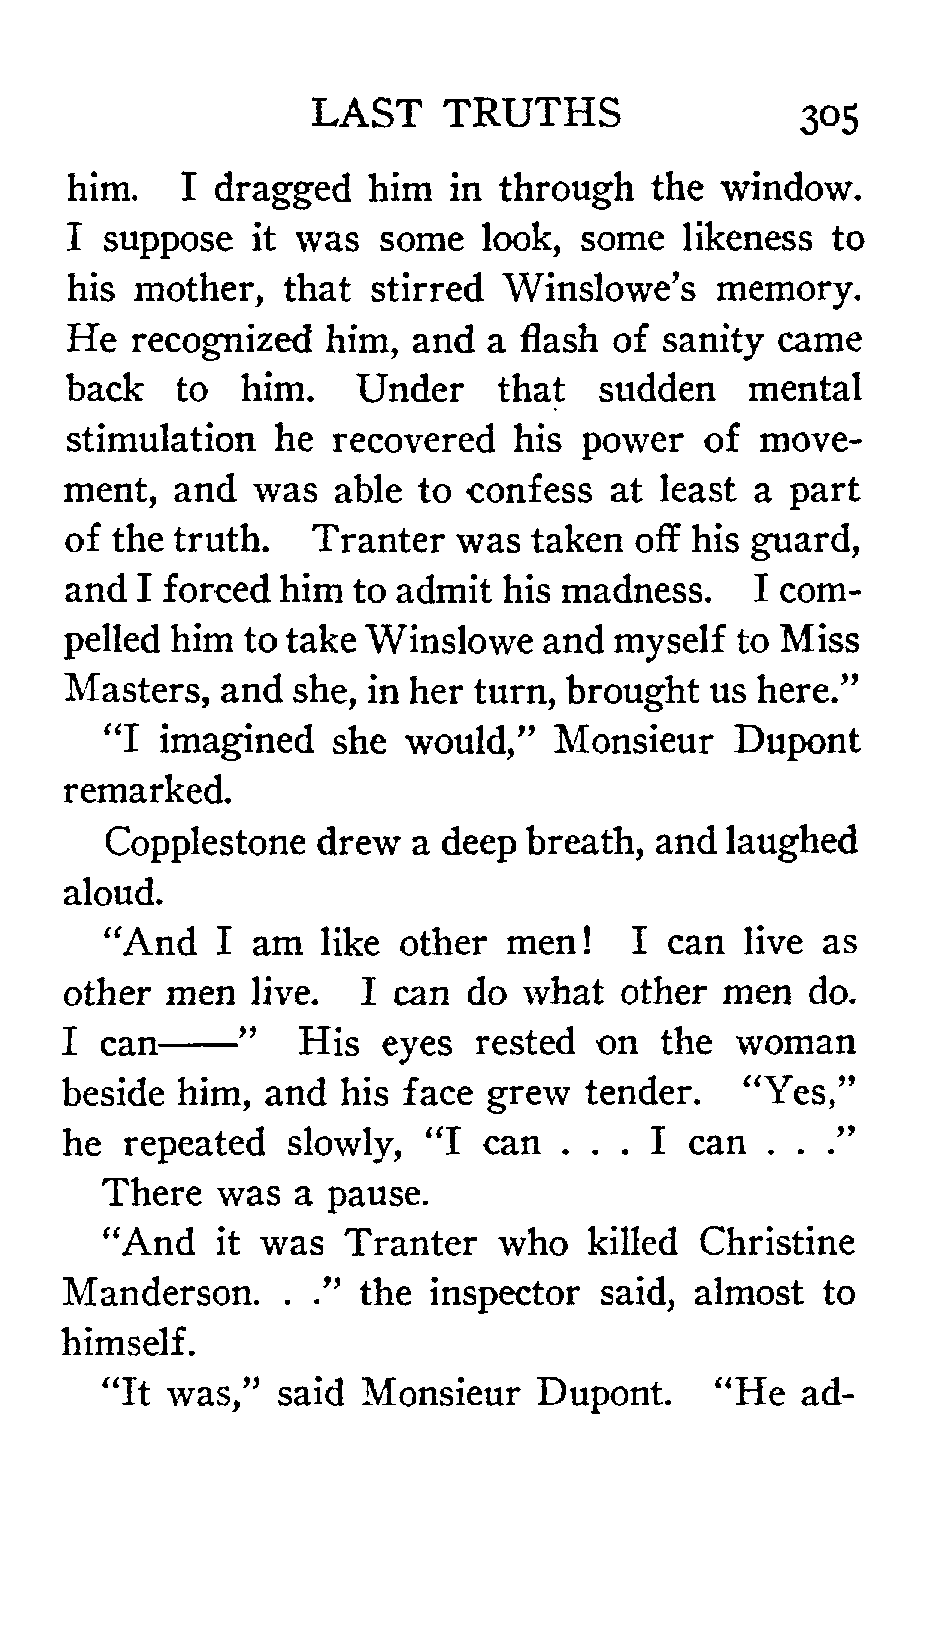 LAST TRUTHS 305
him. I dragged him in through the window.
I suppose it was some look, some likeness to
his mother, that stirred Winslowe's memory.
He recognized him, and a flash of sanity came
back to him. Under that sudden mental
stimulation he recovered his power of move-
ment, and was able to confess at least a part
of the truth. Tranter was taken off his guard,
and I forced him to admit his madness. I com-
pelled him to take Winslowe and myself to Miss
Masters, and she, in her turn, brought us here."
"I imagined she would," Monsieur Dupont
remarked.
Copplestone drew a deep breath, and laughed
aloud.
"And I am like other men! I can live as
other men live. I can do what other men do.
I can——" His eyes rested on the woman
beside him, and his face grew tender. "Yes,"
he repeated slowly, "I can . . . I can . . ."
There was a pause.
"And it was Tranter who killed Christine
Manderson. . ." the inspector said, almost to
himself.
"It was," said Monsieur Dupont. "He ad-